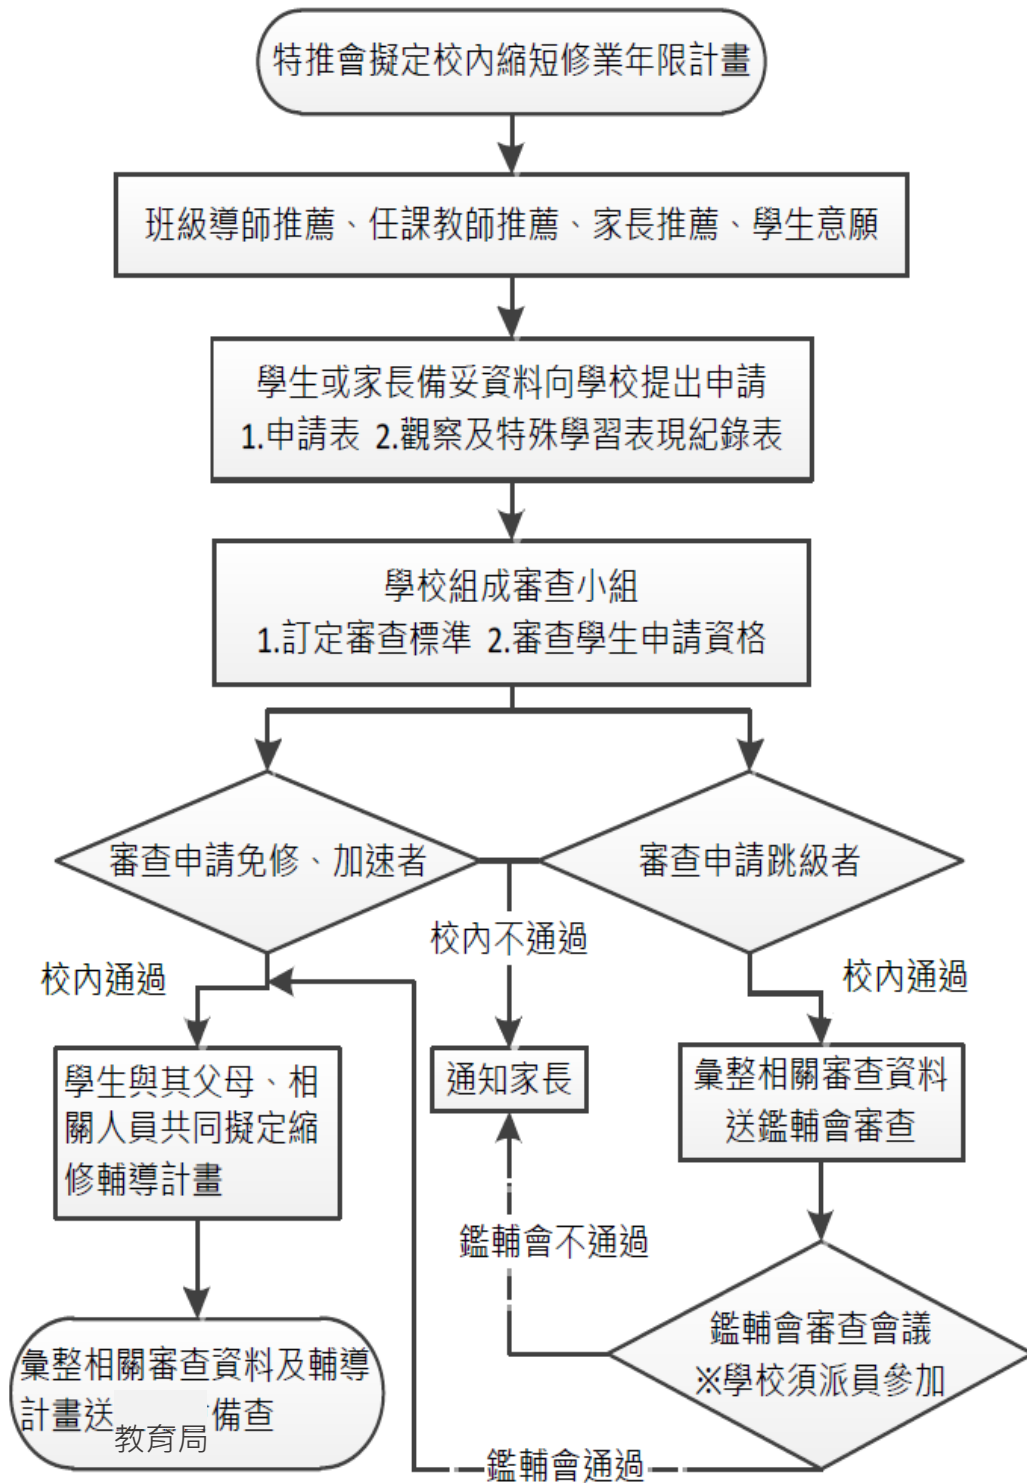 特推會擬定校內縮短修業年限計畫
班級導師推薦、任課教師推薦、家長推薦、學生意願
學生或家長備妥資料向學校提出申請
1.申請表 2.觀察及特殊學習表現紀錄表
學校組成審查小組
1.訂定審查標準 2.審查學生申請資格
審查申請免修、加速者
審查申請跳級者
校內不通過
校內通過
校內通過
學生與其父母、相
關人員共同擬定縮
修輔導計畫
通知家長
彙整相關審查資料
送鑑輔會審查
鑑輔會不通過
鑑輔會審查會議
※學校須派員參加
彙整相關審查資料及輔導
計畫送教育局備查
鑑輔會通過